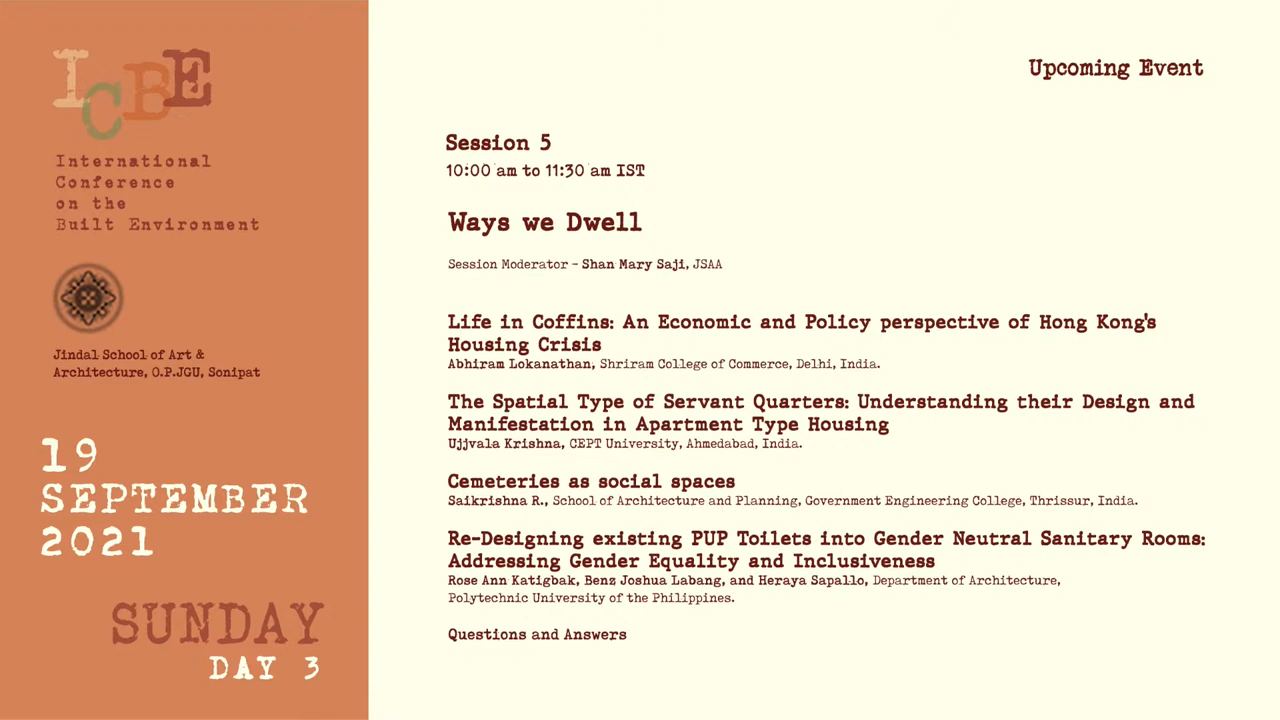 ICBE
International
Conference
on the
Built Environment
Jindal School of Art &
Architecture, O.P.JGU, Sonipat
19
SEPTEMBER
2021
SUNDAY
DAY 3
Upcoming Event
Session 5
10:00 am to 11:30 am IST
Ways we Dwell
Session Moderator - Shan Mary Saji, JSAA
Life in Coffins: An Economic and Policy perspective of Hong Kong's
Housing Crisis
Abhiram Lokanathan, Shriram College of Commerce, Delhi, India.
The Spatial Type of Servant Quarters: Understanding their Design and
Manifestation in Apartment Type Housing
Ujjvala Krishna, CEPT University, Ahmedabad, India.
Cemeteries as social spaces
Saikrishna R., School of Architecture and Planning, Government Engineering College, Thrissur, India.
Re-Designing existing PUP Toilets into Gender Neutral Sanitary Rooms:
Addressing Gender Equality and Inclusiveness
Rose Ann Katigbak, Benz Joshua Labang, and Heraya Sapallo, Department of Architecture,
Polytechnic University of the Philippines.
Questions and Answers